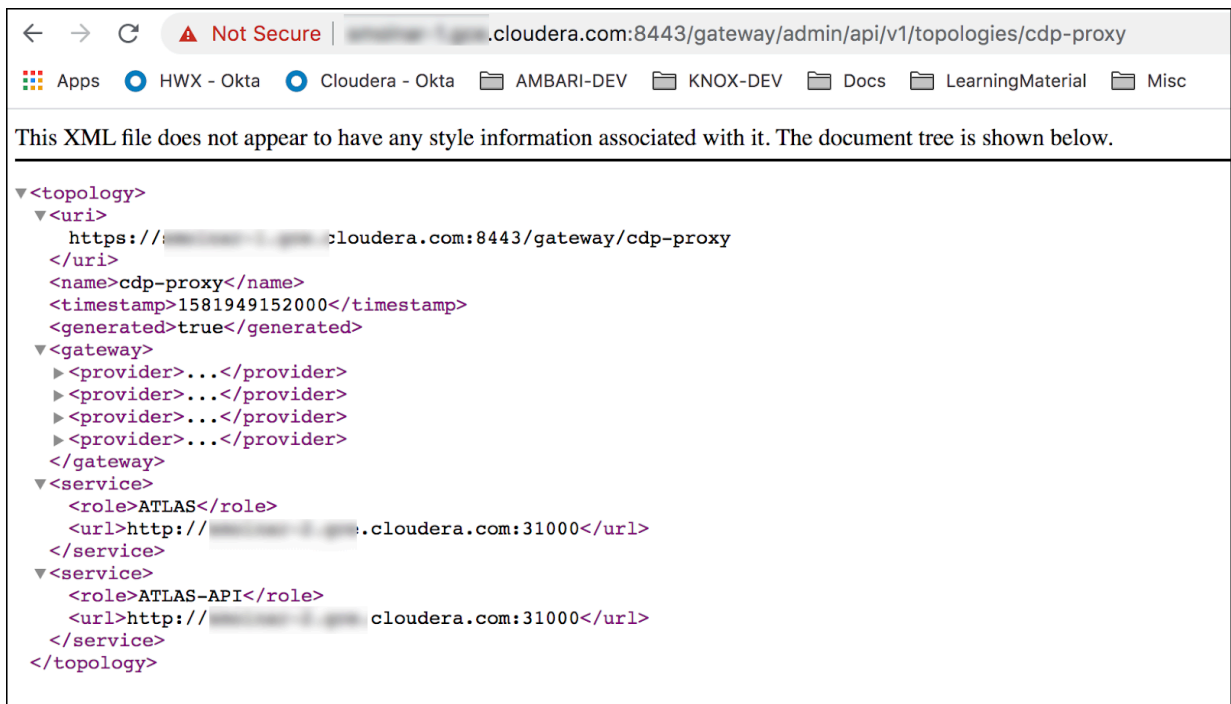 Not Secure | .cloudera.com:8443/gateway/admin/api/v1/topologies/cdp-proxy
Apps HWX - Okta Cloudera - Okta AMBARI-DEV KNOX-DEV Docs LearningMaterial Misc
This XML file does not appear to have any style information associated with it. The document tree is shown below.
<topology>
<uri>
https:// cloudera.com:8443/gateway/cdp-proxy
</uri>
<name>cdp-proxy</name>
<timestamp>1581949152000</timestamp>
<generated>true</generated>
<gateway>
<provider>...</provider>
<provider>...</provider>
<provider>...</provider>
<provider>...</provider>
</gateway>
<service>
<role>ATLAS</role>
<url>http:// .cloudera.com:31000</url>
</service>
<service>
<role>ATLAS-API</role>
<url>http:// cloudera.com:31000</url>
</service>
</topology>